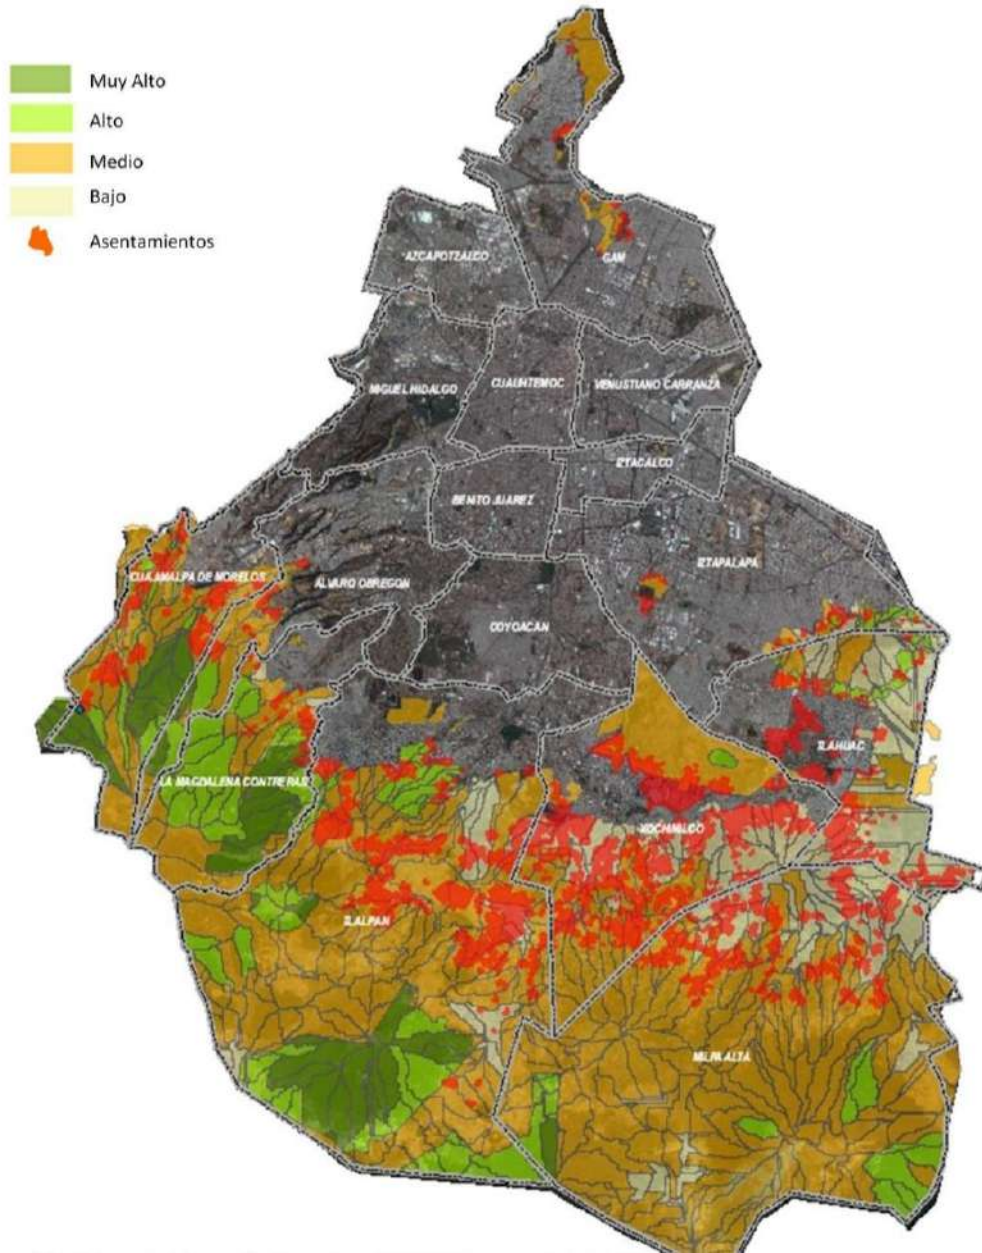 Muy Alto
Alto
Medio
Bajo
Asentamientos
AZCAPOTZALCO
GAM
MIGUEL HIDALGO
CUAUHTEMOC
VENUSTIANO CARRANZA
IZTACALCO
BENITO JUAREZ
IZTAPALAPA
CUAJIMALPA DE MORELOS
ALVARO OBREGON
COYOACAN
TLAHUAC
LA MAGDALENA CONTRERAS
XOCHIMILCO
TLALPAN
MILPA ALTA